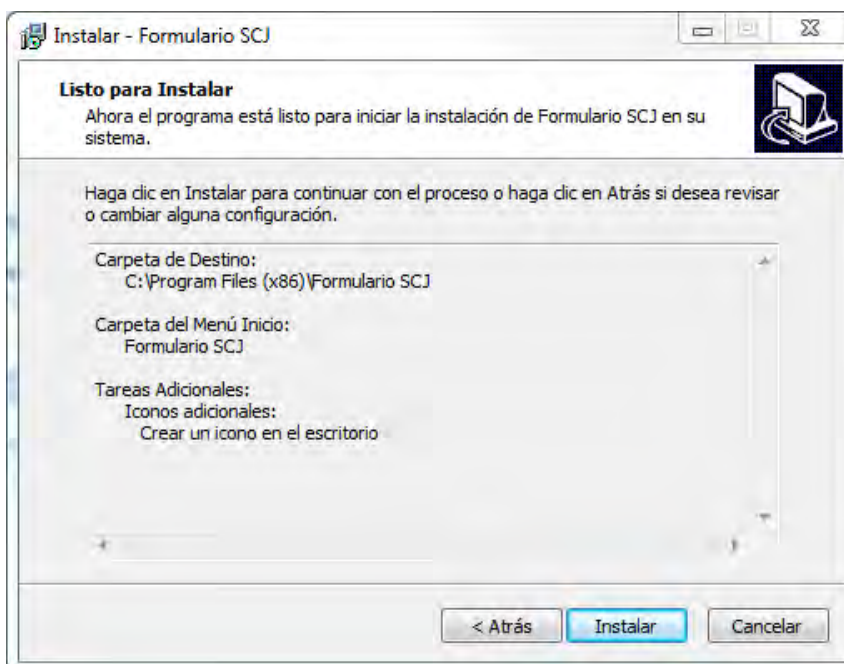 Instalar - Formulario SCJ
Listo para Instalar
Ahora el programa está listo para iniciar la instalación de Formulario SCJ en su
sistema.
Haga clic en Instalar para continuar con el proceso o haga clic en Atrás si desea revisar
o cambiar alguna configuración.
Carpeta de Destino:
C:\Program Files (x86)\Formulario SCJ
Carpeta del Menú Inicio:
Formulario SCJ
Tareas Adicionales:
Iconos adicionales:
Crear un icono en el escritorio
< Atrás
Instalar
Cancelar